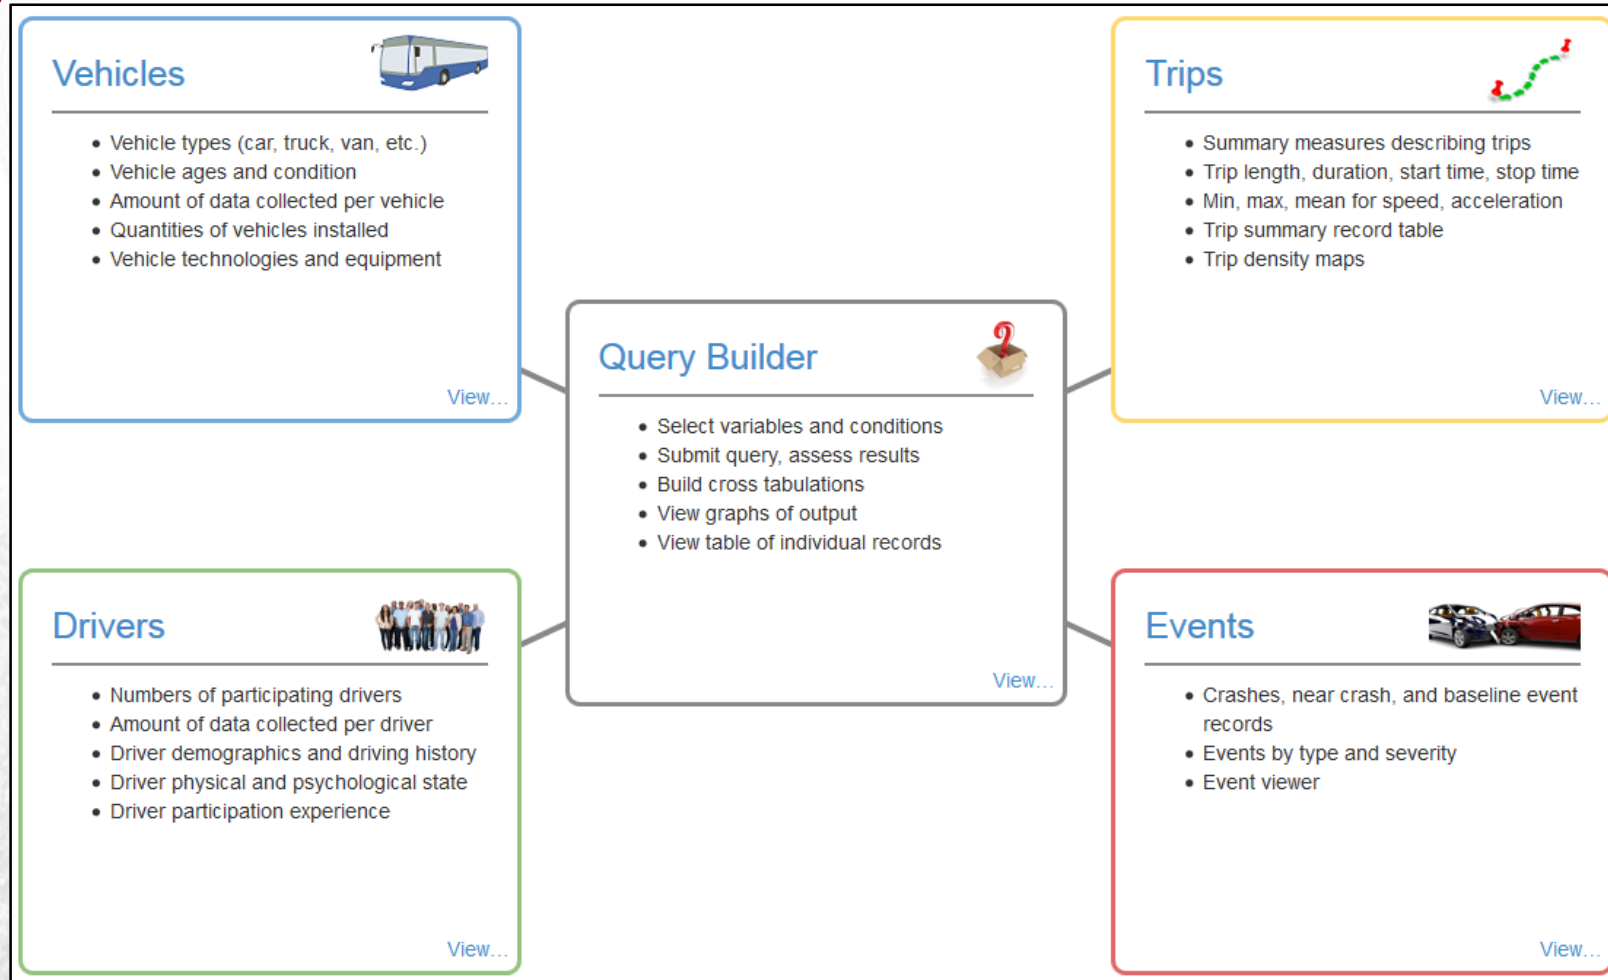 Vehicles
• Vehicle types (car, truck, van, etc.)
• Vehicle ages and condition
• Amount of data collected per vehicle
• Quantities of vehicles installed
• Vehicle technologies and equipment
View...
Trips
• Summary measures describing trips
• Trip length, duration, start time, stop time
• Min, max, mean for speed, acceleration
• Trip summary record table
• Trip density maps
View...
Query Builder
• Select variables and conditions
• Submit query, assess results
• Build cross tabulations
• View graphs of output
• View table of individual records
View...
Drivers
• Numbers of participating drivers
• Amount of data collected per driver
• Driver demographics and driving history
• Driver physical and psychological state
• Driver participation experience
View...
Events
• Crashes, near crash, and baseline event
records
• Events by type and severity
• Event viewer
View...